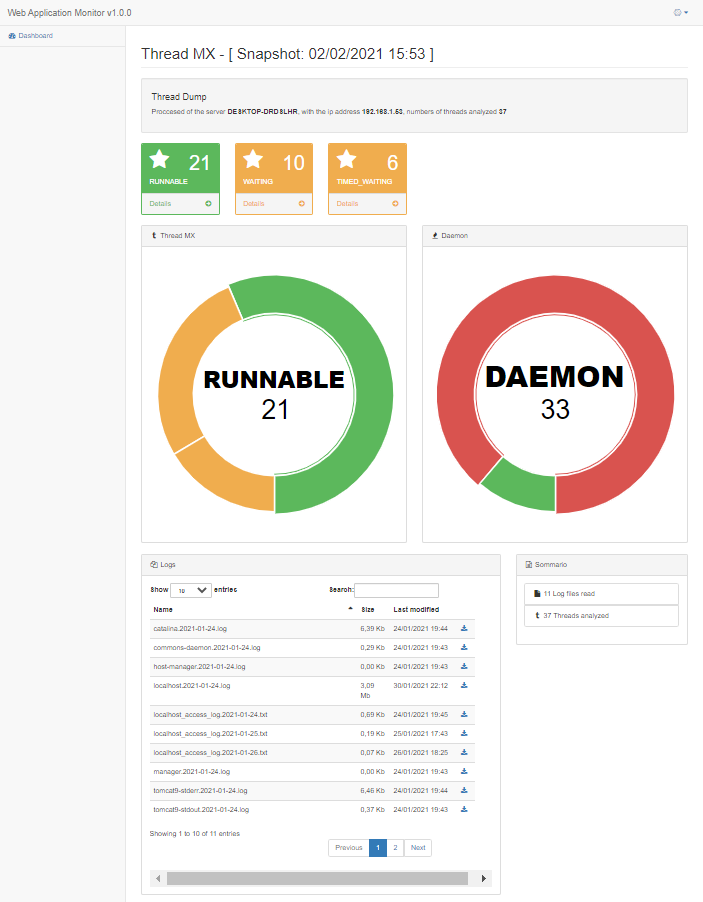 Web Application Monitor v1.0.0
Dashboard
Thread MX - [ Snapshot: 02/02/2021 15:53 ]
Thread Dump
Proccesed of the server DESKTOP-DRD8LHR, with the ip address 192.168.1.53, numbers of threads analyzed 37
21
RUNNABLE
Details
10
WAITING
Details
6
TIMED_WAITING
Details
Thread MX
Daemon
RUNNABLE
21
DAEMON
33
Logs
Show 10 entries
Search:
Name Size Last modified
catalina.2021-01-24.log 6,39 Kb 24/01/2021 19:44
commons-daemon.2021-01-24.log 0,29 Kb 24/01/2021 19:43
host-manager.2021-01-24.log 0,00 Kb 24/01/2021 19:43
localhost.2021-01-24.log 3,09 Mb 30/01/2021 22:12
localhost_access_log.2021-01-24.txt 0,69 Kb 24/01/2021 19:45
localhost_access_log.2021-01-25.txt 0,19 Kb 25/01/2021 17:43
localhost_access_log.2021-01-26.txt 0,07 Kb 26/01/2021 18:25
manager.2021-01-24.log 0,00 Kb 24/01/2021 19:43
tomcat9-stderr.2021-01-24.log 6,46 Kb 24/01/2021 19:44
tomcat9-stdout.2021-01-24.log 0,37 Kb 24/01/2021 19:43
Showing 1 to 10 of 11 entries
Previous 1 2 Next
Sommario
11 Log files read
37 Threads analyzed